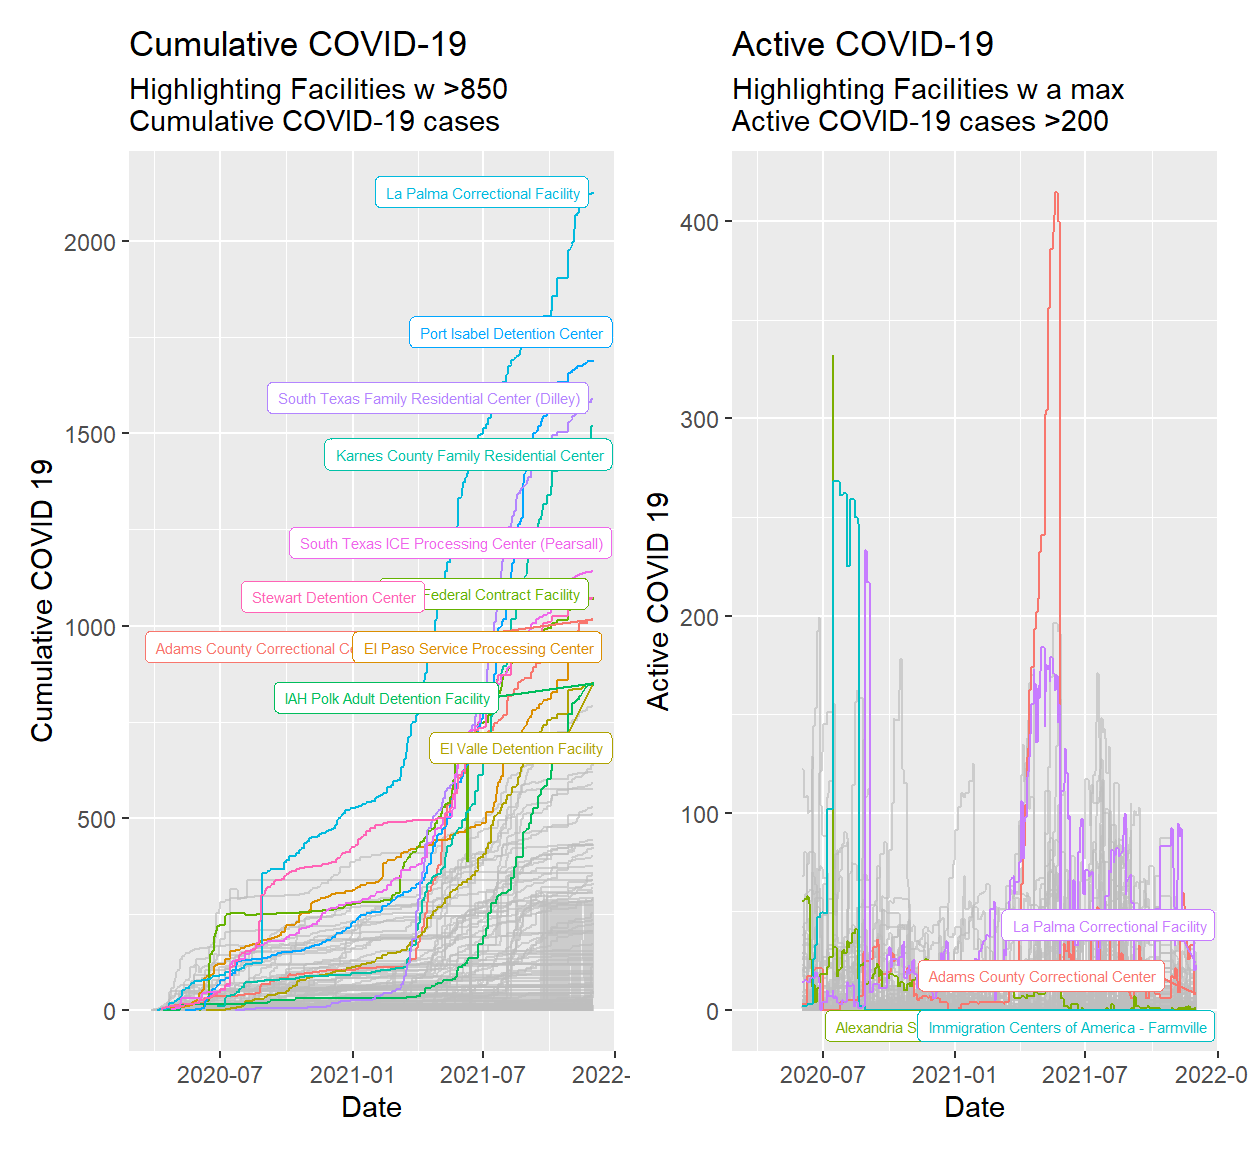 Cumulative COVID-19
Highlighting Facilities w >850
Cumulative COVID-19 cases
Cumulative COVID 19
2000
1500
1000
500
0
La Palma Correctional Facility
Port Isabel Detention Center
South Texas Family Residential Center (Dilley)
Karnes County Family Residential Center
South Texas ICE Processing Center (Pearsall)
Stewart Detention Center
Federal Contract Facility
Adams County Correctional
El Paso Service Processing Center
IAH Polk Adult Detention Facility
El Valle Detention Facility
2020-07
2021-01
2021-07
2022-
Date
Active COVID-19
Highlighting Facilities w a max
Active COVID-19 cases >200
Active COVID 19
400
300
200
100
0
La Palma Correctional Facility
Adams County Correctional Center
Alexandria S
Immigration Centers of America - Farmville
2020-07
2021-01
2021-07
2022-0
Date